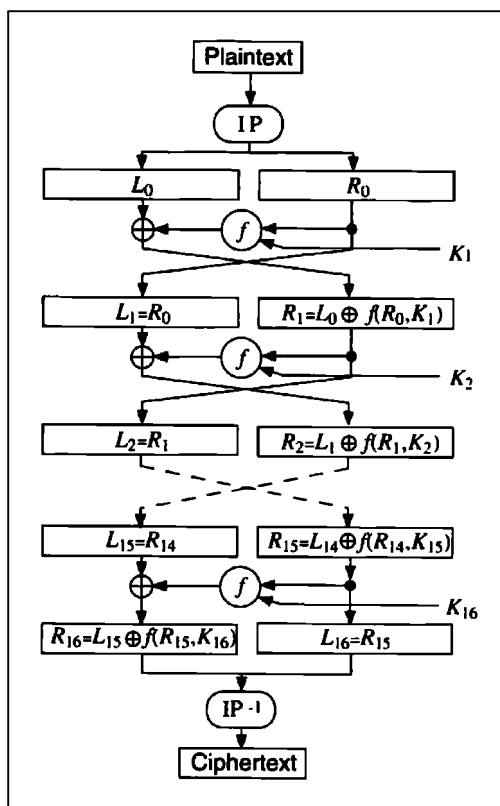 Plaintext
IP
L₀ R₀
⊕ f
K₁
L₁=R₀ R₁=L₀ ⊕ f(R₀,K₁)
⊕ f
K₂
L₂=R₁ R₂=L₁ ⊕ f(R₁,K₂)
L₁₅=R₁₄ R₁₅=L₁₄⊕f(R₁₄,K₁₅)
⊕ f
K₁₆
R₁₆=L₁₅⊕f(R₁₅,K₁₆) L₁₆=R₁₅
IP⁻¹
Ciphertext